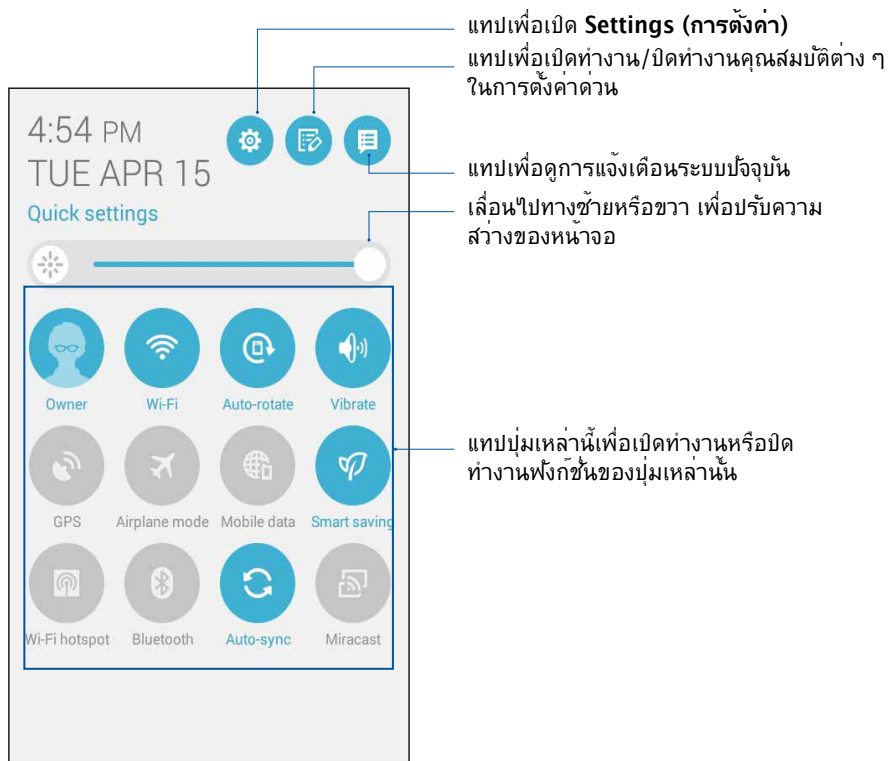 แทปเพื่อเปิด Settings (การตั้งค่า)
แทปเพื่อเปิดทำงาน/ปิดทำงานคุณสมบัติต่าง ๆ
ในการตั้งค่าด่วน
4:54 PM
TUE APR 15
แทปเพื่อดูการแจ้งเตือนระบบปัจจุบัน
Quick settings
เลื่อนไปทางซ้ายหรือขวา เพื่อปรับความ
สว่างของหน้าจอ
Owner Wi-Fi Auto-rotate Vibrate
แทปปุ่มเหล่านี้เพื่อเปิดทำงานหรือปิด
ทำงานฟังก์ชั่นของปุ่มเหล่านั้น
GPS Airplane mode Mobile data Smart saving
Wi-Fi hotspot Bluetooth Auto-sync Miracast